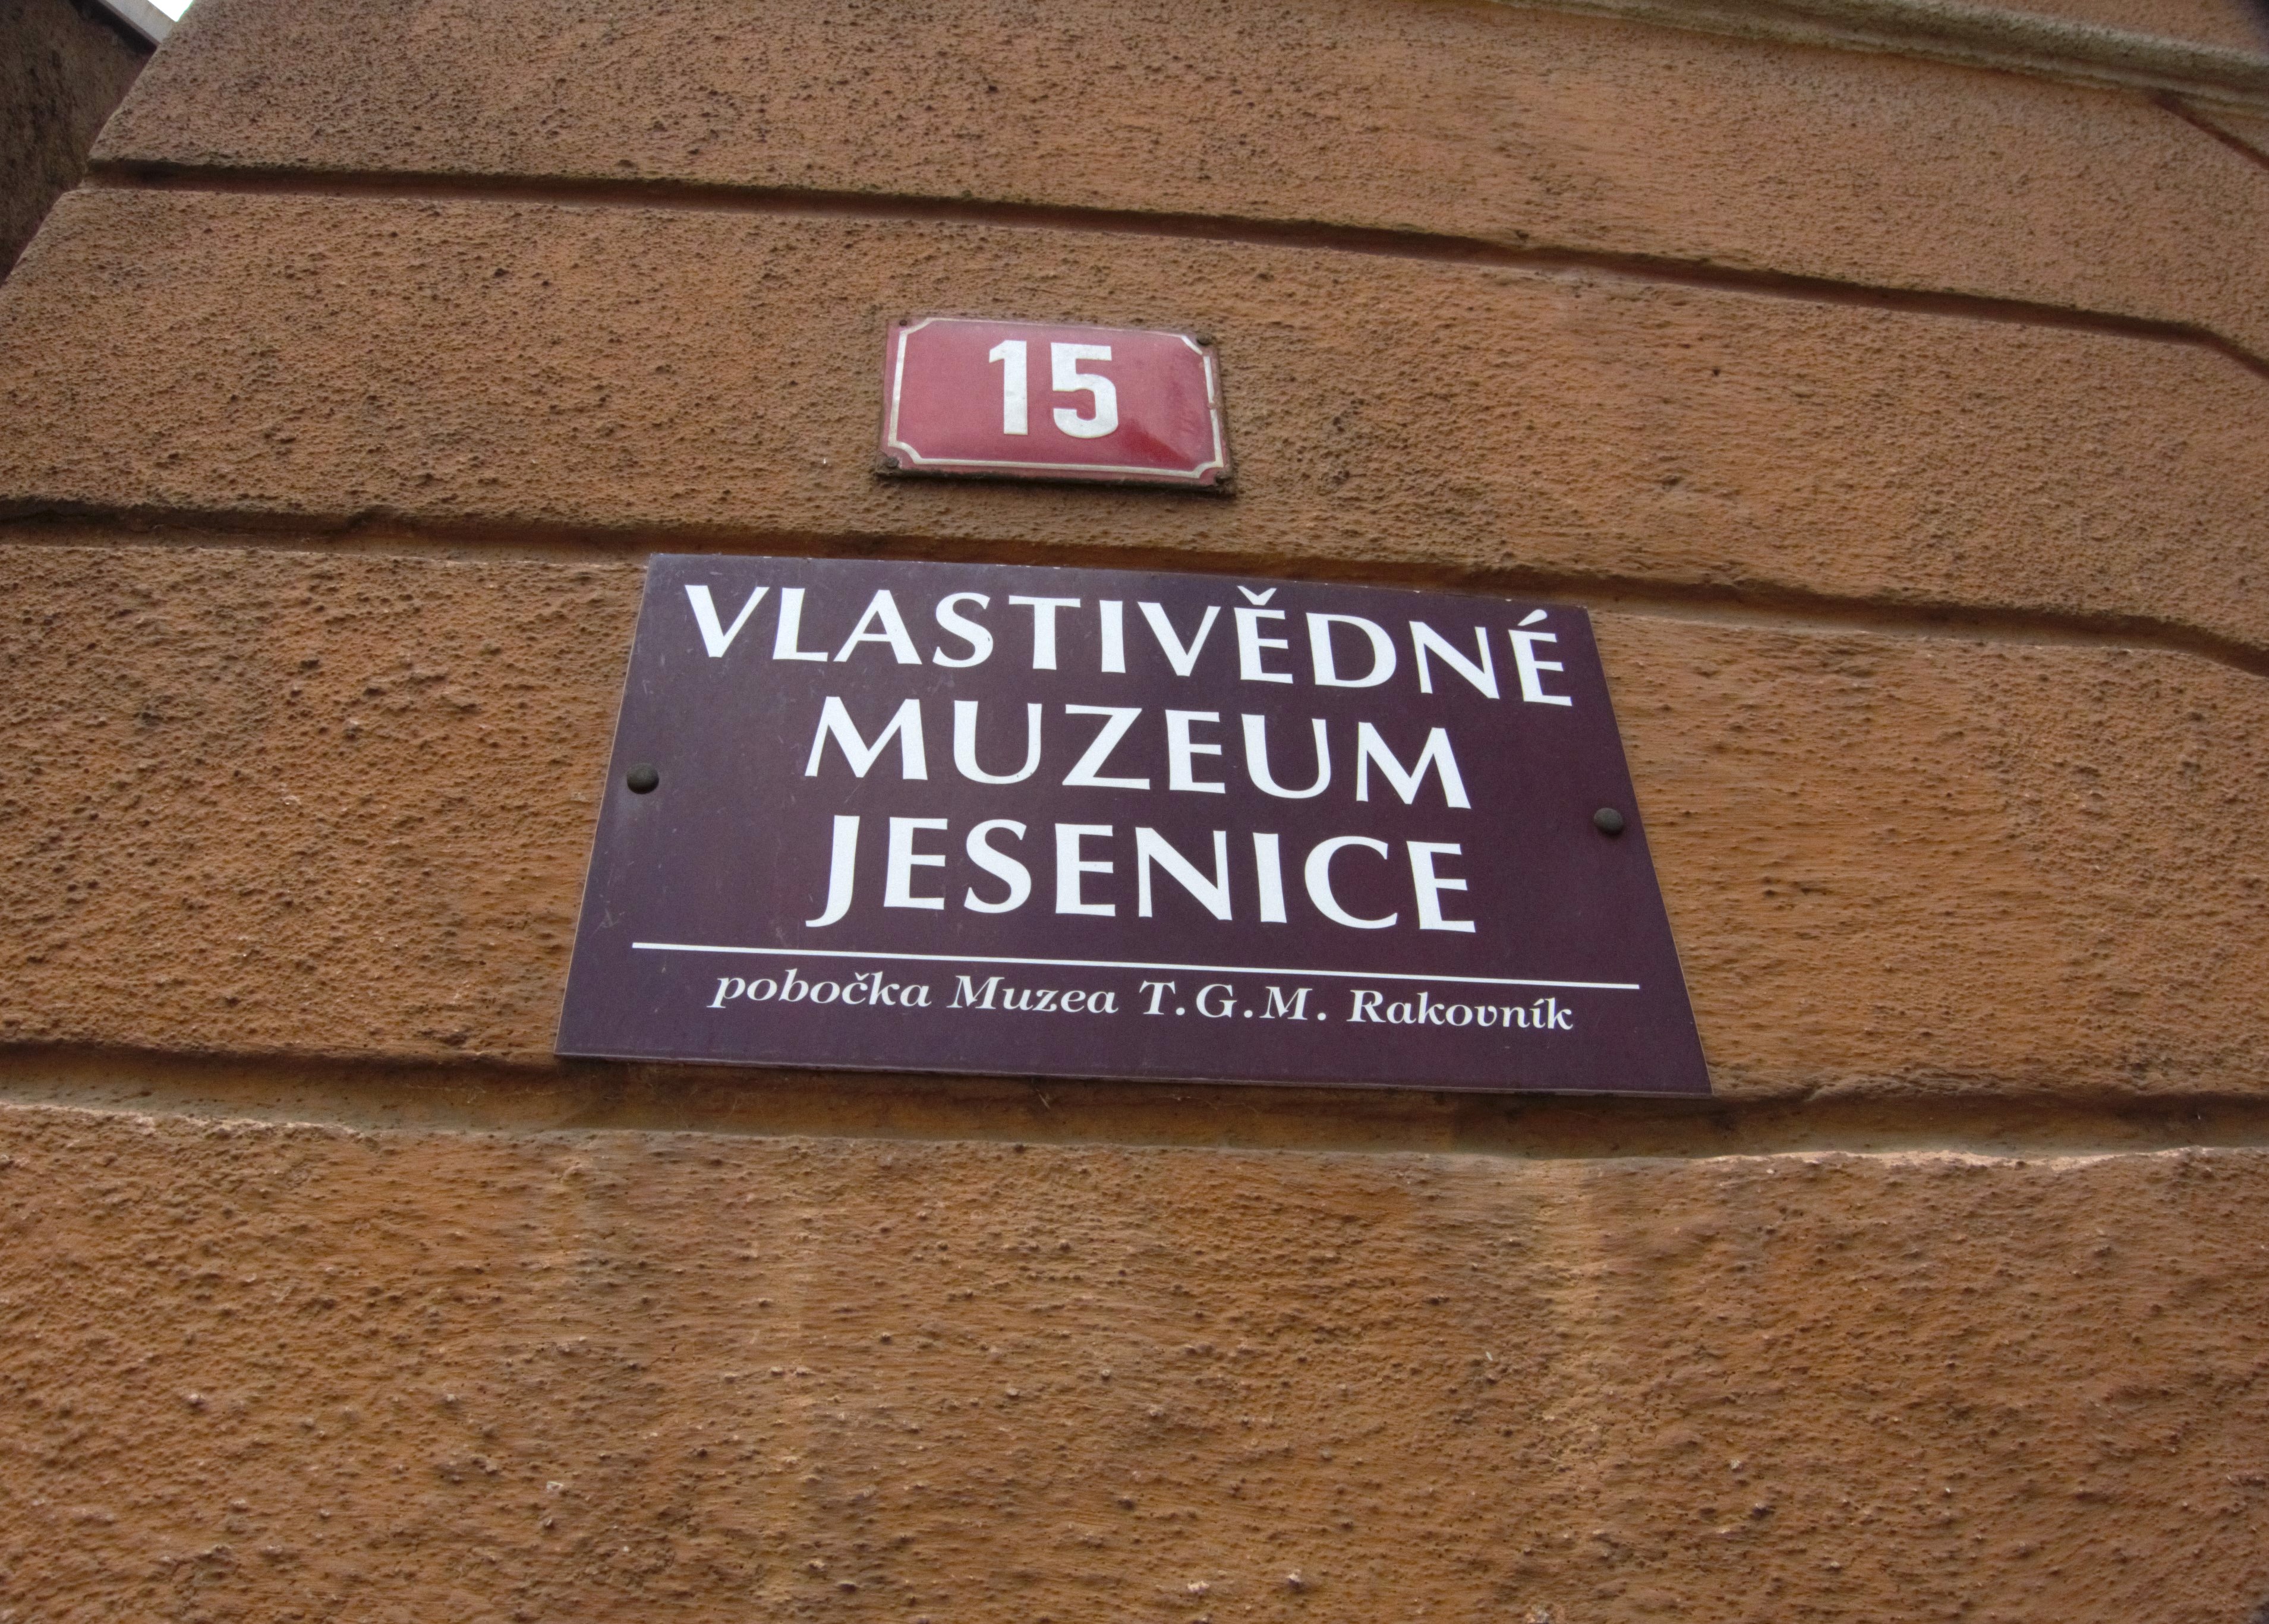 15
VLASTIVĚDNÉ
MUZEUM
JESENICE
pobočka Muzea T.G.M. Rakovník